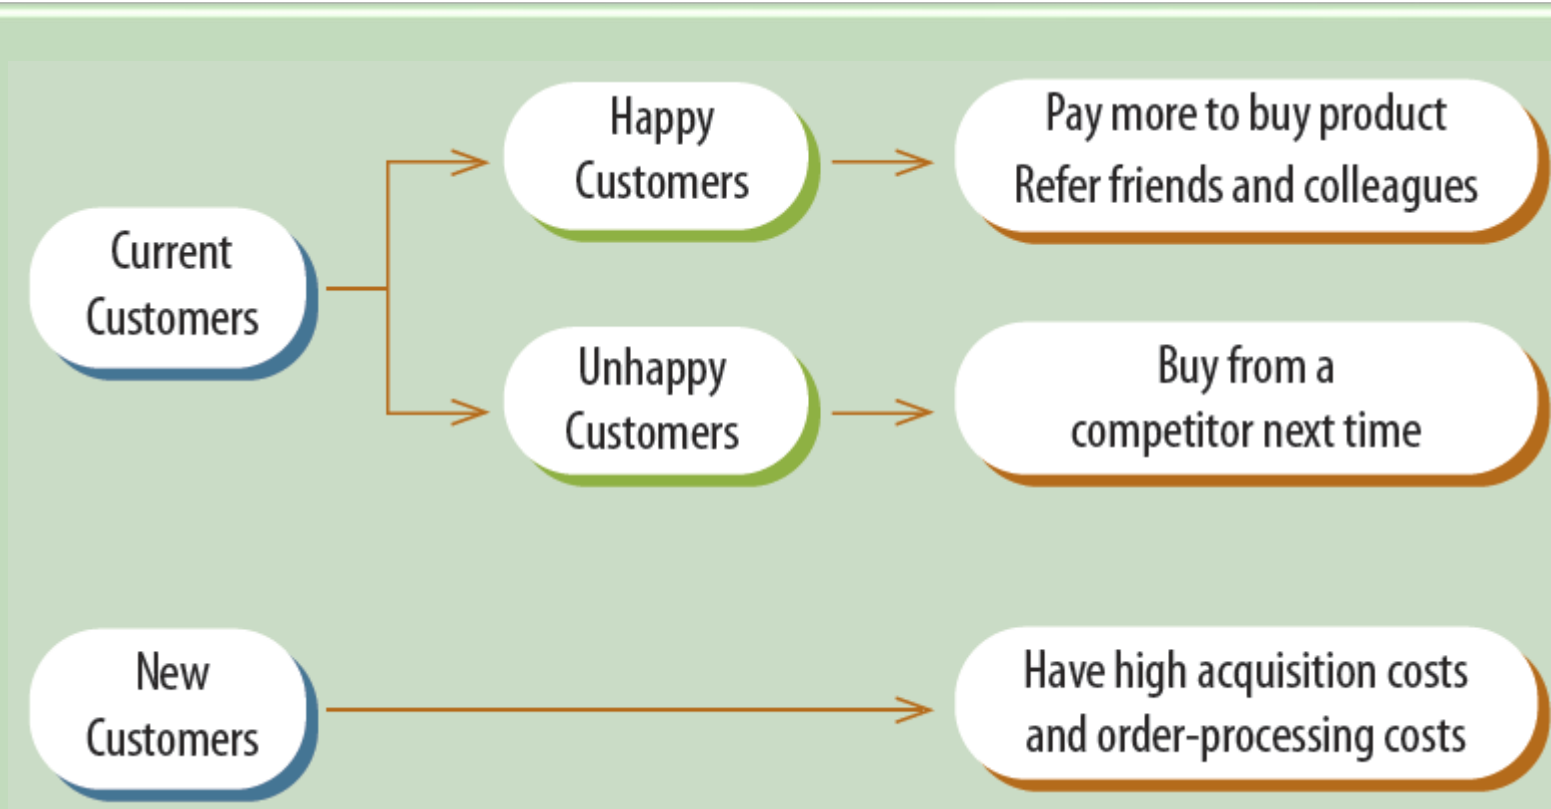 Happy
Customers
Pay more to buy product
Refer friends and colleagues
Current
Customers
Unhappy
Customers
Buy from a
competitor next time
New
Customers
Have high acquisition costs
and order-processing costs